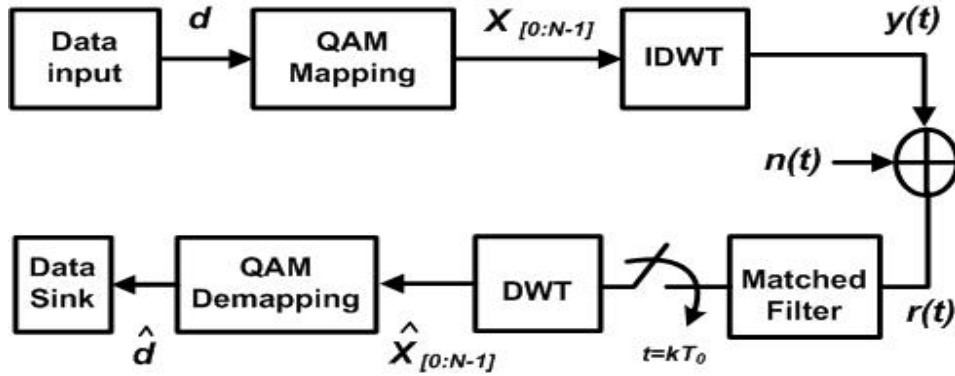 d
X [0:N-1]
y(t)
Data
input
QAM
Mapping
IDWT
n(t)
Data
Sink
QAM
Demapping
DWT
Matched
Filter
r(t)
d̂
X̂ [0:N-1]
t=kT₀